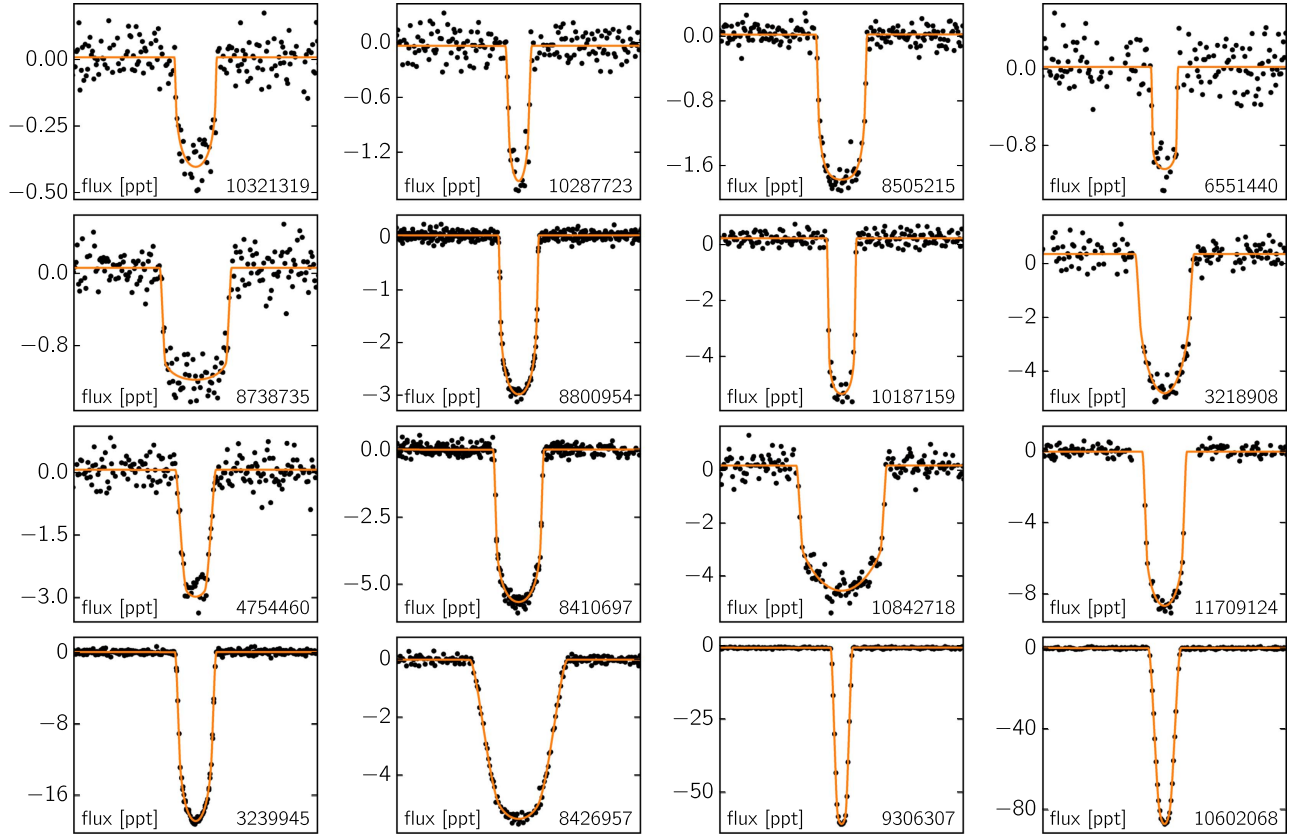 0.00
−0.25
−0.50
flux [ppt] 10321319
0.0
−0.6
−1.2
flux [ppt] 10287723
0.0
−0.8
−1.6
flux [ppt] 8505215
0.0
−0.8
flux [ppt] 6551440
0.0
−0.8
flux [ppt] 8738735
0
−1
−2
−3
flux [ppt] 8800954
0
−2
−4
flux [ppt] 10187159
0
−2
−4
flux [ppt] 3218908
0.0
−1.5
−3.0
flux [ppt] 4754460
0.0
−2.5
−5.0
flux [ppt] 8410697
0
−2
−4
flux [ppt] 10842718
0
−4
−8
flux [ppt] 11709124
0
−8
−16
flux [ppt] 3239945
0
−2
−4
flux [ppt] 8426957
0
−25
−50
flux [ppt] 9306307
0
−40
−80
flux [ppt] 10602068